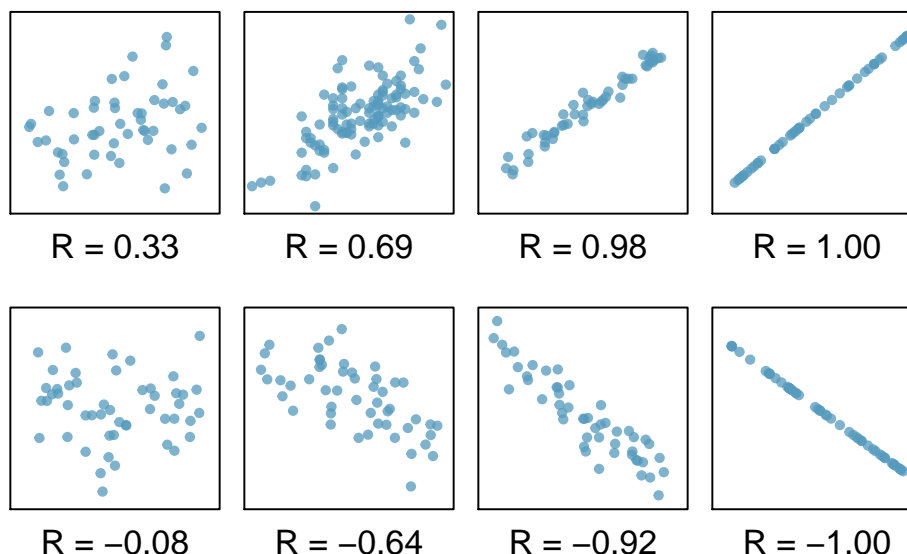 R = 0.33
R = 0.69
R = 0.98
R = 1.00
R = −0.08
R = −0.64
R = −0.92
R = −1.00